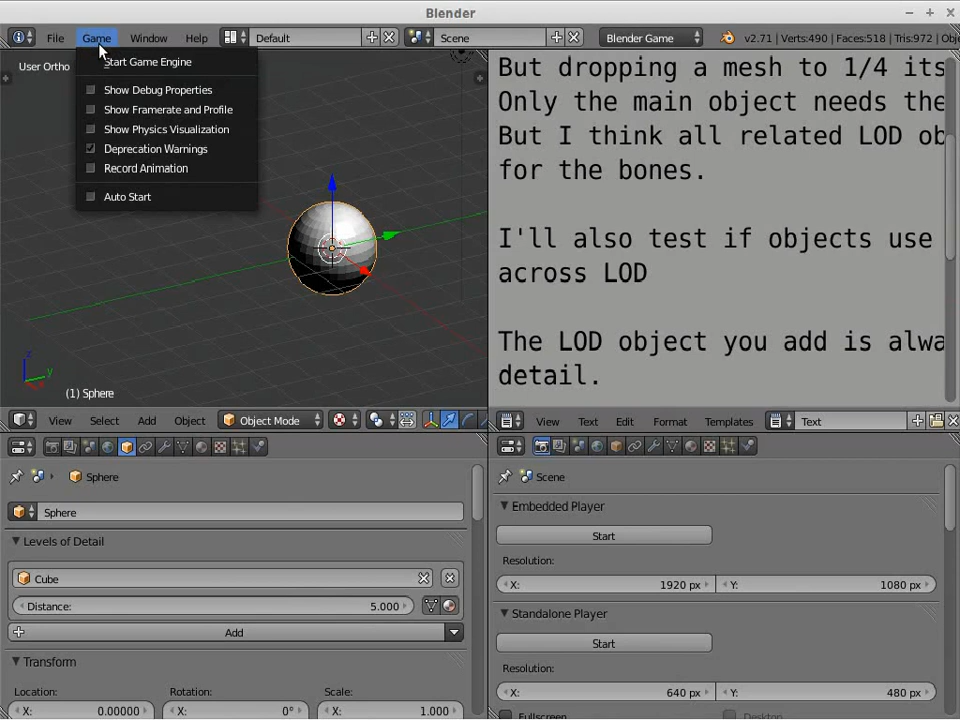 Blender
File Game Window Help Default Scene Blender Game v2.71 | Verts:490 | Faces:518 | Tris:972 | Obje
User Ortho
Start Game Engine
Show Debug Properties
Show Framerate and Profile
Show Physics Visualization
Deprecation Warnings
Record Animation
Auto Start
z
y
(1) Sphere
But dropping a mesh to 1/4 its
Only the main object needs the
But I think all related LOD ob
for the bones.
I'll also test if objects use
across LOD
The LOD object you add is alwa
detail.
View Select Add Object Object Mode
View Text Edit Format Templates Text
Sphere
Sphere
Levels of Detail
Cube
Distance: 5.000
Add
Transform
Location: Rotation: Scale:
X: 0.00000 X: 0° X: 1.000
Scene
Embedded Player
Start
Resolution:
X: 1920 px Y: 1080 px
Standalone Player
Start
Resolution:
X: 640 px Y: 480 px
Fullscreen Desktop